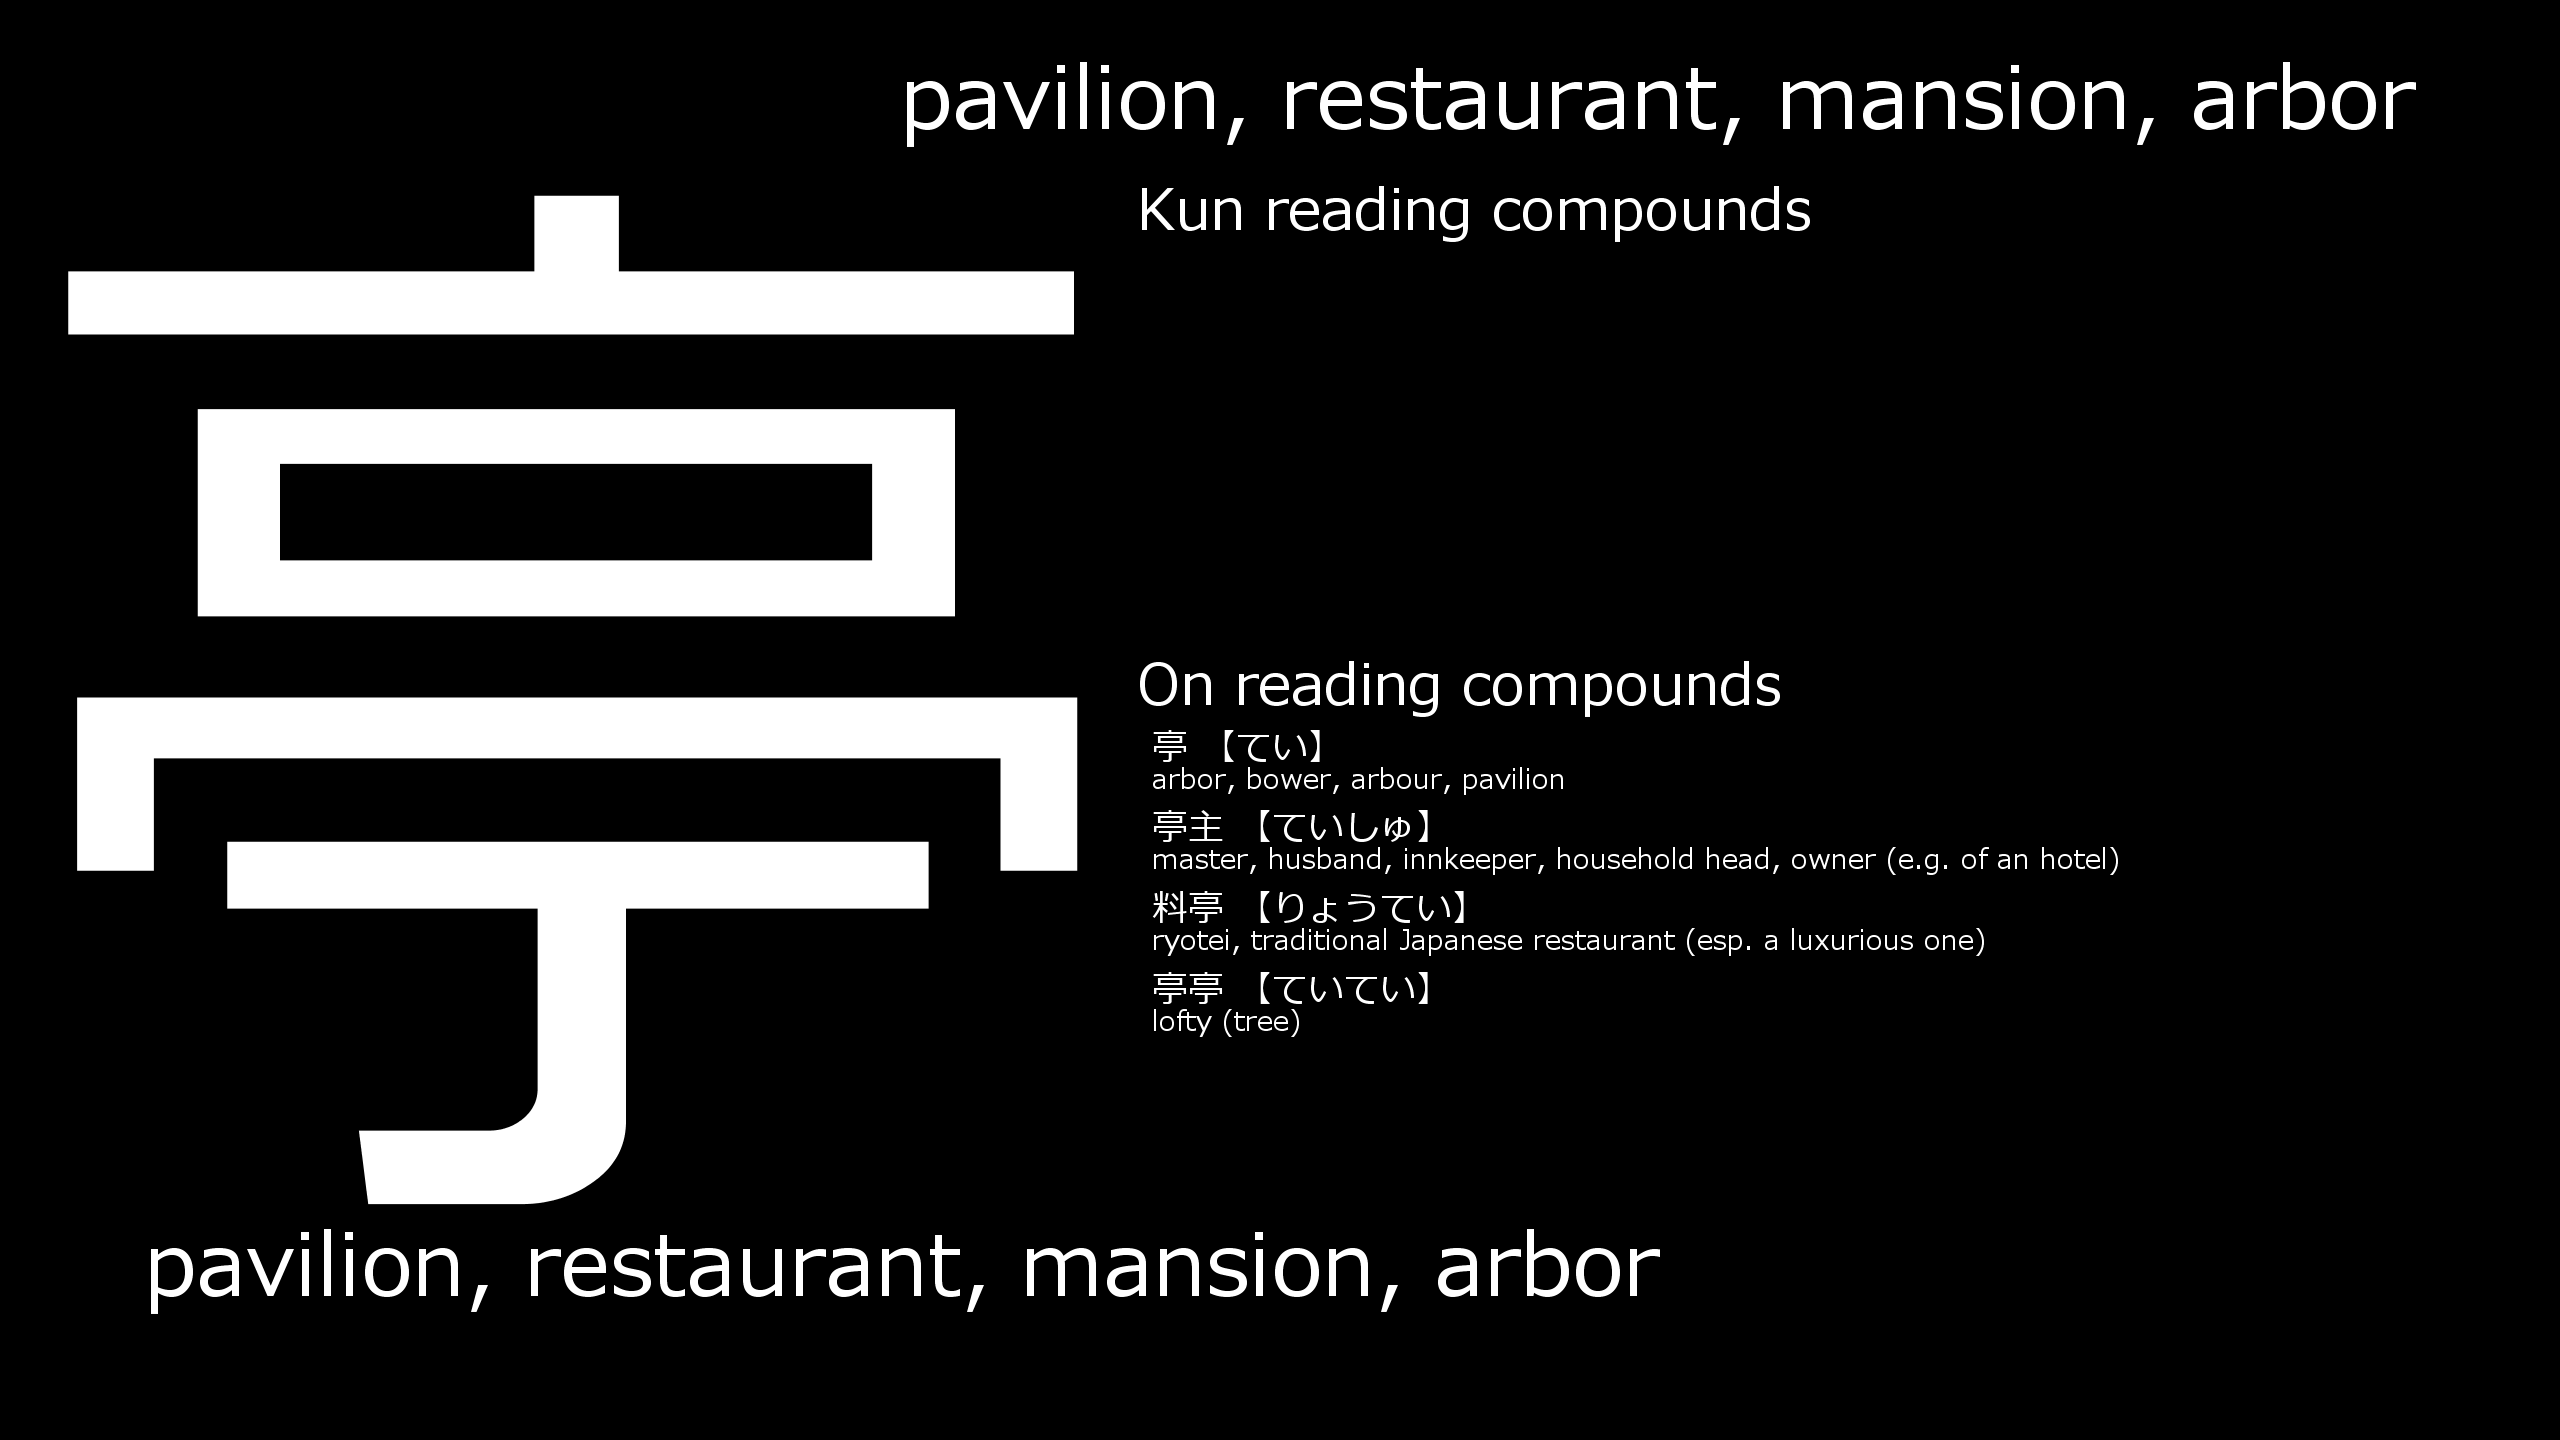 pavilion, restaurant, mansion, arbor
亭
Kun reading compounds
On reading compounds
亭 【てい】
arbor, bower, arbour, pavilion
亭主 【ていしゅ】
master, husband, innkeeper, household head, owner (e.g. of an hotel)
料亭 【りょうてい】
ryotei, traditional Japanese restaurant (esp. a luxurious one)
亭亭 【ていてい】
lofty (tree)
pavilion, restaurant, mansion, arbor